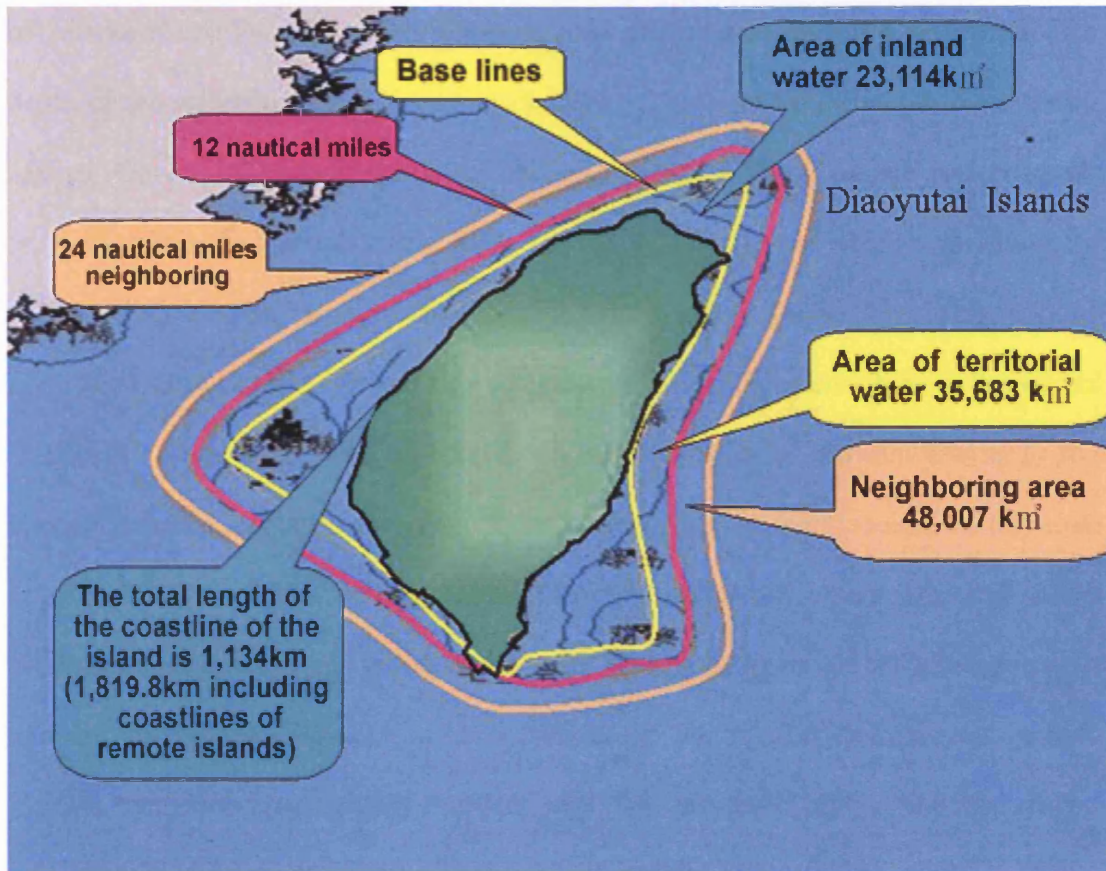 Area of inland
water 23,114k㎡
Base lines
12 nautical miles
Diaoyutai Islands
24 nautical miles
neighboring
Area of territorial
water 35,683 k㎡
Neighboring area
48,007 k㎡
The total length of
the coastline of the
island is 1,134km
(1,819.8km including
coastlines of
remote islands)